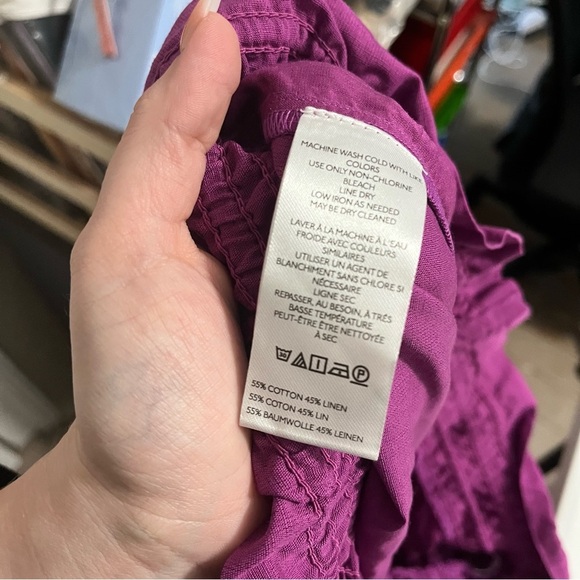 MACHINE WASH COLD WITH LIKE
COLORS
USE ONLY NON-CHLORINE
BLEACH
LINE DRY
LOW IRON AS NEEDED
MAY BE DRY CLEANED
LAVER À LA MACHINE À L'EAU
FROIDE AVEC COULEURS
SIMILAIRES
UTILISER UN AGENT DE
BLANCHIMENT SANS CHLORE SI
NÉCESSAIRE
LIGNE SEC
REPASSER, AU BESOIN, À TRÈS
BASSE TEMPÉRATURE
PEUT-ÊTRE ÊTRE NETTOYÉE
À SEC
30 P
55% COTTON 45% LINEN
55% COTON 45% LIN
55% BAUMWOLLE 45% LEINEN